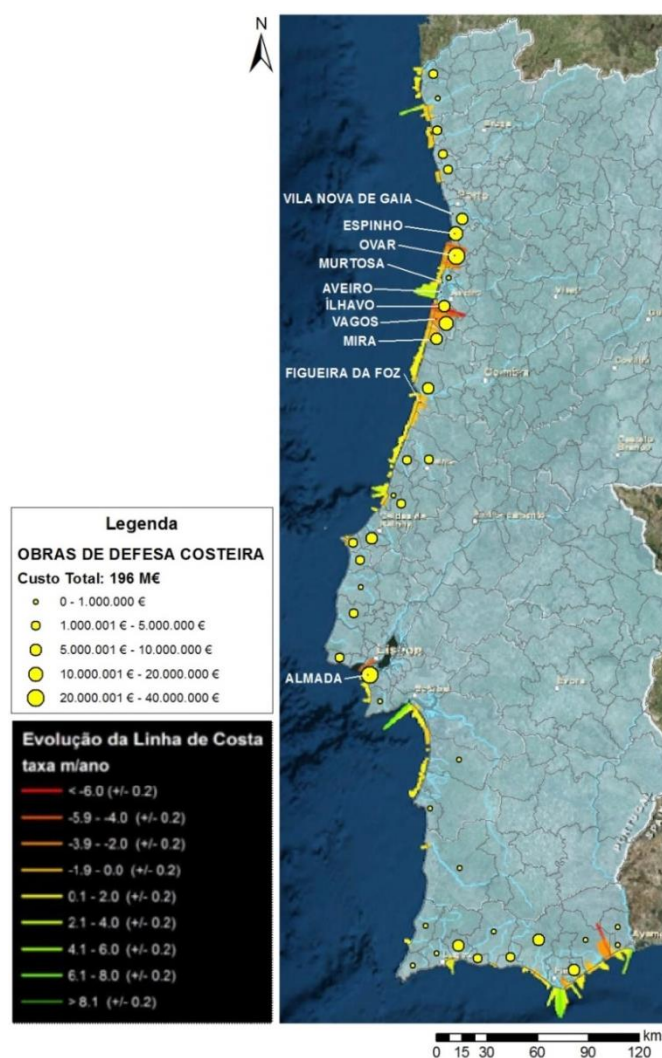 N
VILA NOVA DE GAIA
ESPINHO
OVAR
MURTOSA
AVEIRO
ÍLHAVO
VAGOS
MIRA
FIGUEIRA DA FOZ
Coimbra
Lisbon
ALMADA
Evora
PORTUGAL
Legenda
OBRAS DE DEFESA COSTEIRA
Custo Total: 196 M€
0 - 1.000.000 €
1.000.001 € - 5.000.000 €
5.000.001 € - 10.000.000 €
10.000.001 € - 20.000.000 €
20.000.001 € - 40.000.000 €
Evolução da Linha de Costa
taxa m/ano
< -6.0 (+/- 0.2)
-5.9 - -4.0 (+/- 0.2)
-3.9 - -2.0 (+/- 0.2)
-1.9 - 0.0 (+/- 0.2)
0.1 - 2.0 (+/- 0.2)
2.1 - 4.0 (+/- 0.2)
4.1 - 6.0 (+/- 0.2)
6.1 - 8.0 (+/- 0.2)
> 8.1 (+/- 0.2)
km
0 15 30 60 90 120